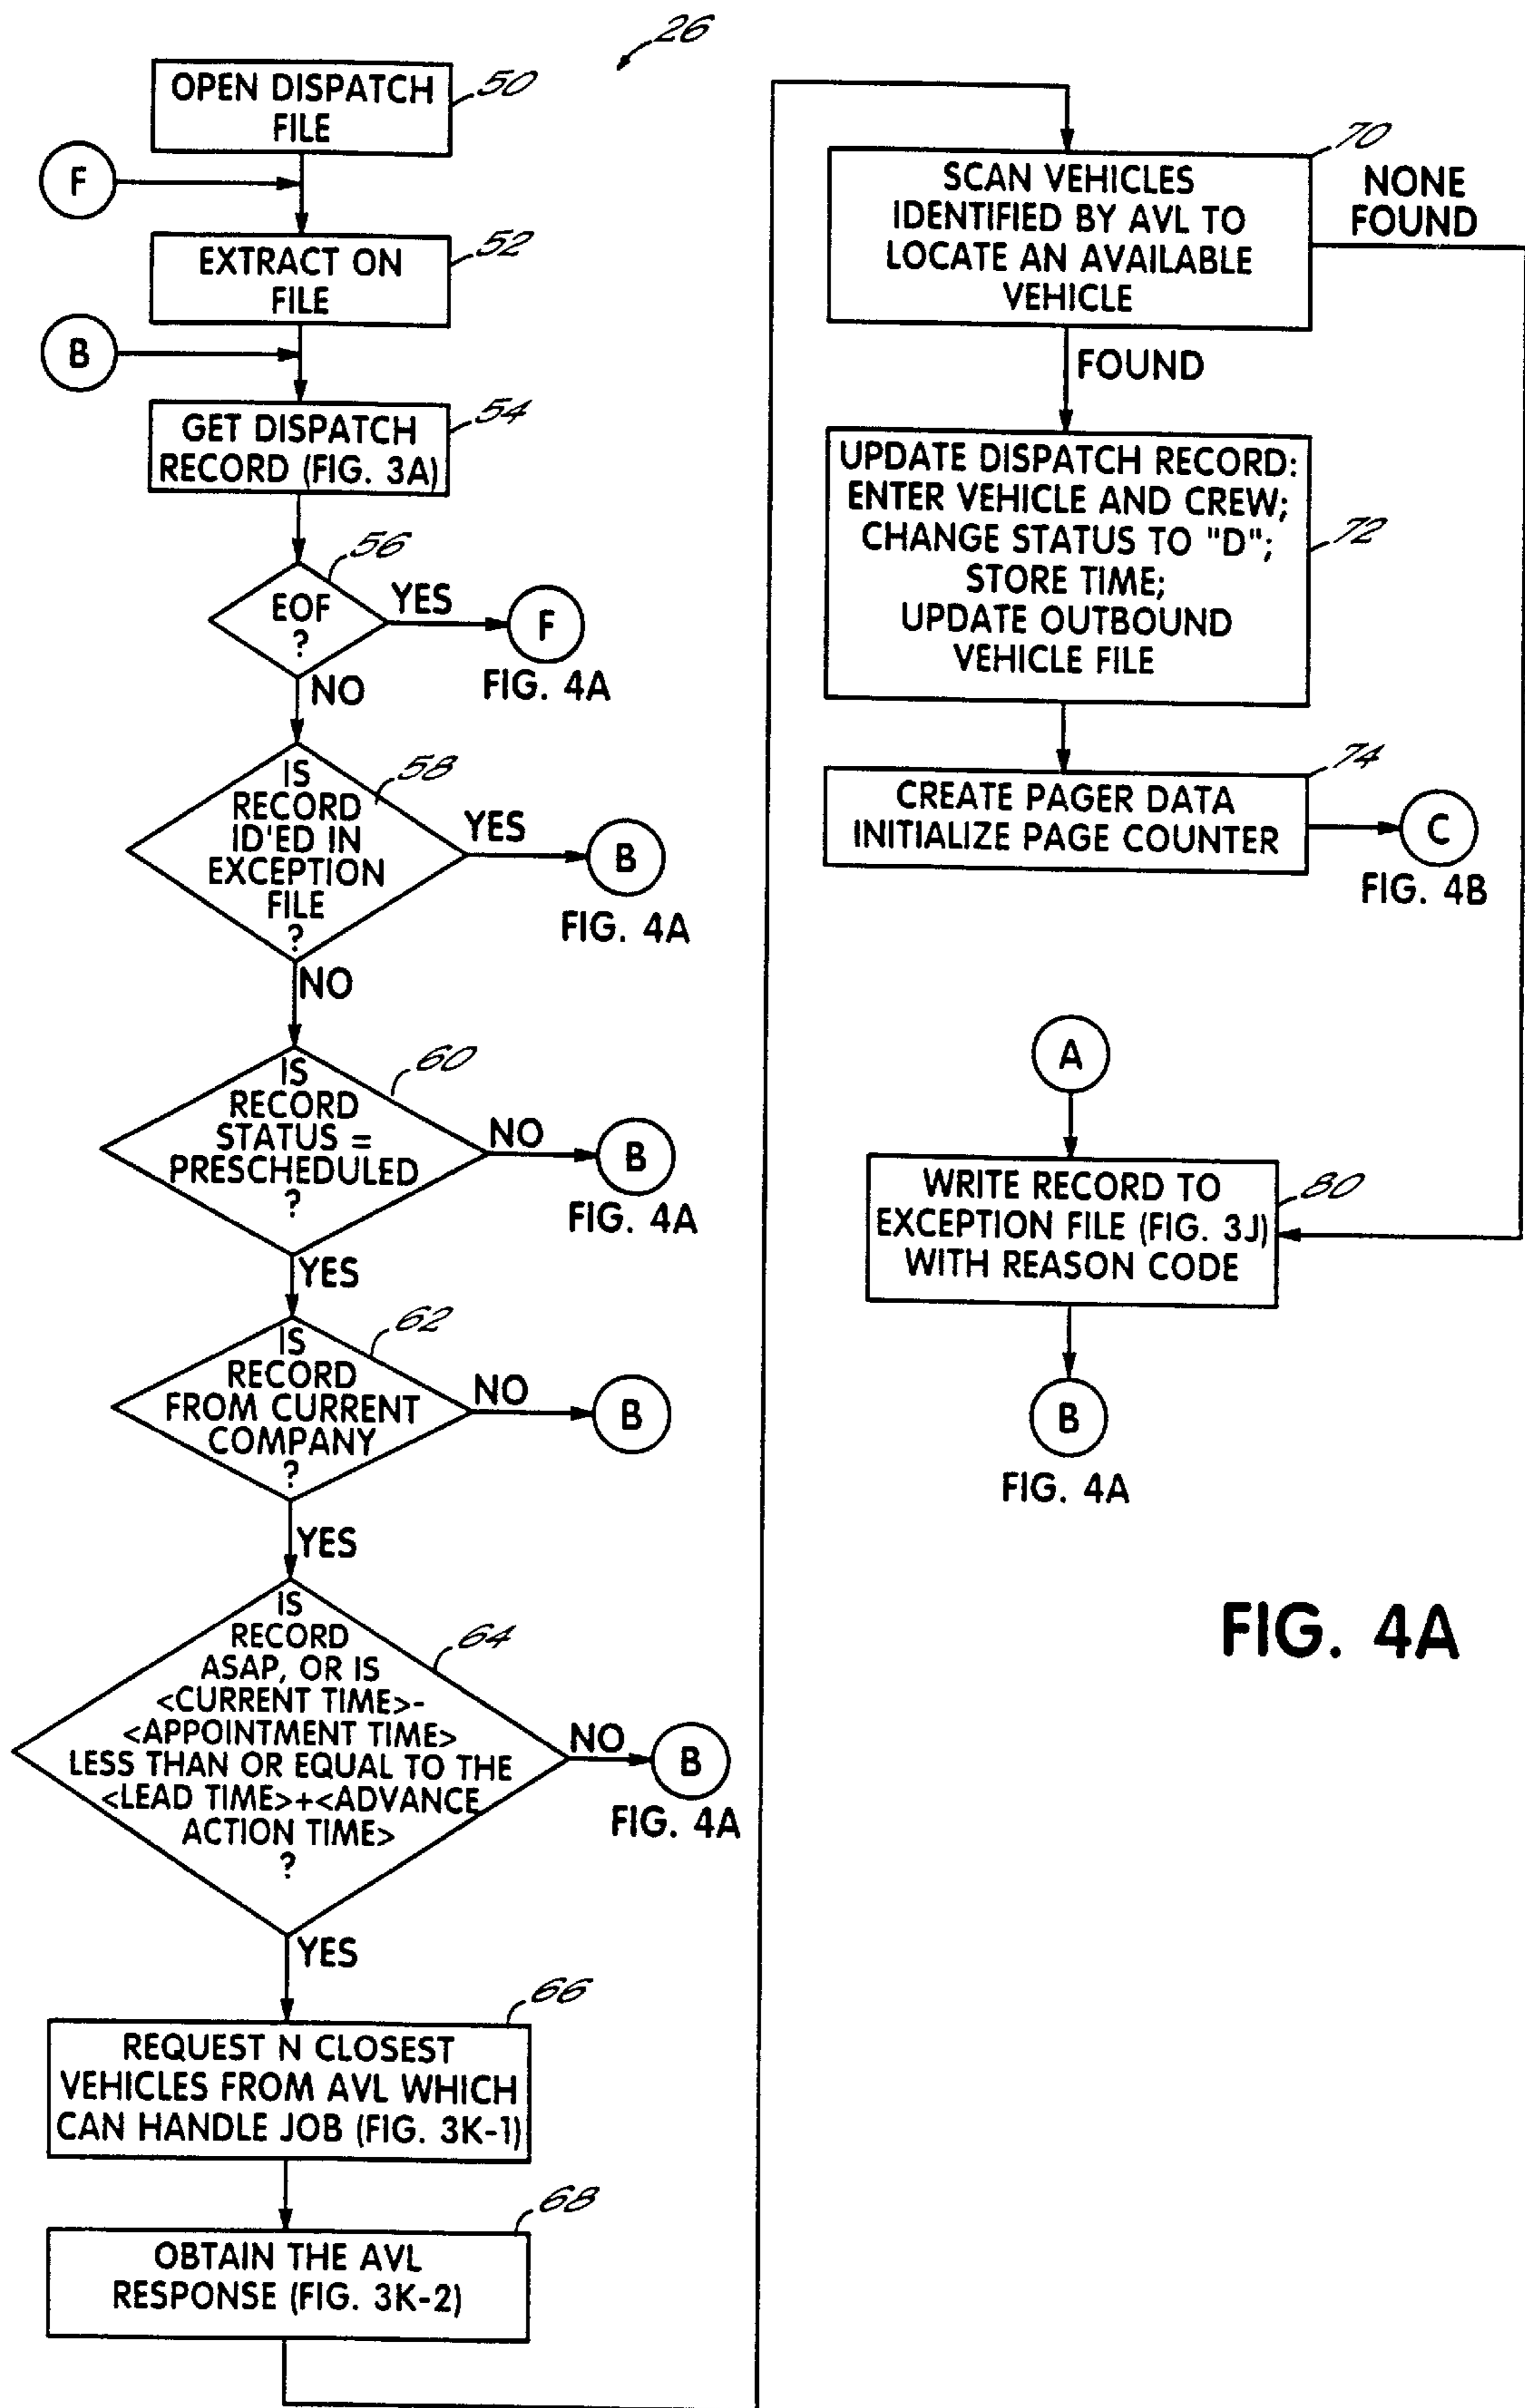 26
OPEN DISPATCH
FILE
50
F
EXTRACT ON
FILE
52
B
GET DISPATCH
RECORD (FIG. 3A)
54
EOF
?
56
YES
F
FIG. 4A
NO
IS
RECORD
ID'ED IN
EXCEPTION
FILE
?
58
YES
B
FIG. 4A
NO
IS
RECORD
STATUS =
PRESCHEDULED
?
60
NO
B
FIG. 4A
YES
IS
RECORD
FROM CURRENT
COMPANY
?
62
NO
B
YES
IS
RECORD
ASAP, OR IS
<CURRENT TIME>-
<APPOINTMENT TIME>
LESS THAN OR EQUAL TO THE
<LEAD TIME>+<ADVANCE
ACTION TIME>
?
64
NO
B
FIG. 4A
YES
REQUEST N CLOSEST
VEHICLES FROM AVL WHICH
CAN HANDLE JOB (FIG. 3K-1)
66
OBTAIN THE AVL
RESPONSE (FIG. 3K-2)
68
SCAN VEHICLES
IDENTIFIED BY AVL TO
LOCATE AN AVAILABLE
VEHICLE
70
NONE
FOUND
FOUND
UPDATE DISPATCH RECORD:
ENTER VEHICLE AND CREW;
CHANGE STATUS TO "D";
STORE TIME;
UPDATE OUTBOUND
VEHICLE FILE
72
CREATE PAGER DATA
INITIALIZE PAGE COUNTER
74
C
FIG. 4B
A
WRITE RECORD TO
EXCEPTION FILE (FIG. 3J)
WITH REASON CODE
80
B
FIG. 4A
FIG. 4A